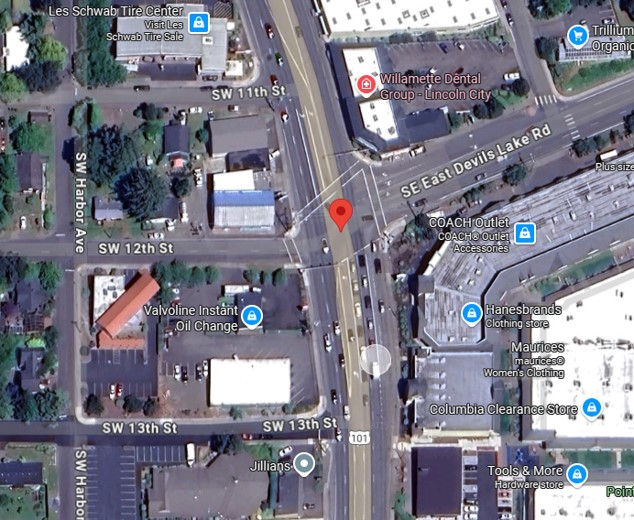 Les Schwab Tire Center
Visit Les
Schwab Tire Sale
Trillium
Organic
SW 11th St
Willamette Dental
Group - Lincoln City
SE East Devils Lake Rd
SW Harbor Ave
Plus size
COACH Outlet
COACH® Outlet
Accessories
SW 12th St
Valvoline Instant
Oil Change
Hanesbrands
Clothing store
Maurices
maurices©
Women's Clothing
Columbia Clearance Store
SW 13th St
SW 13th St
101
Jillians
SW Harbor
Tools & More
Hardware store
Point